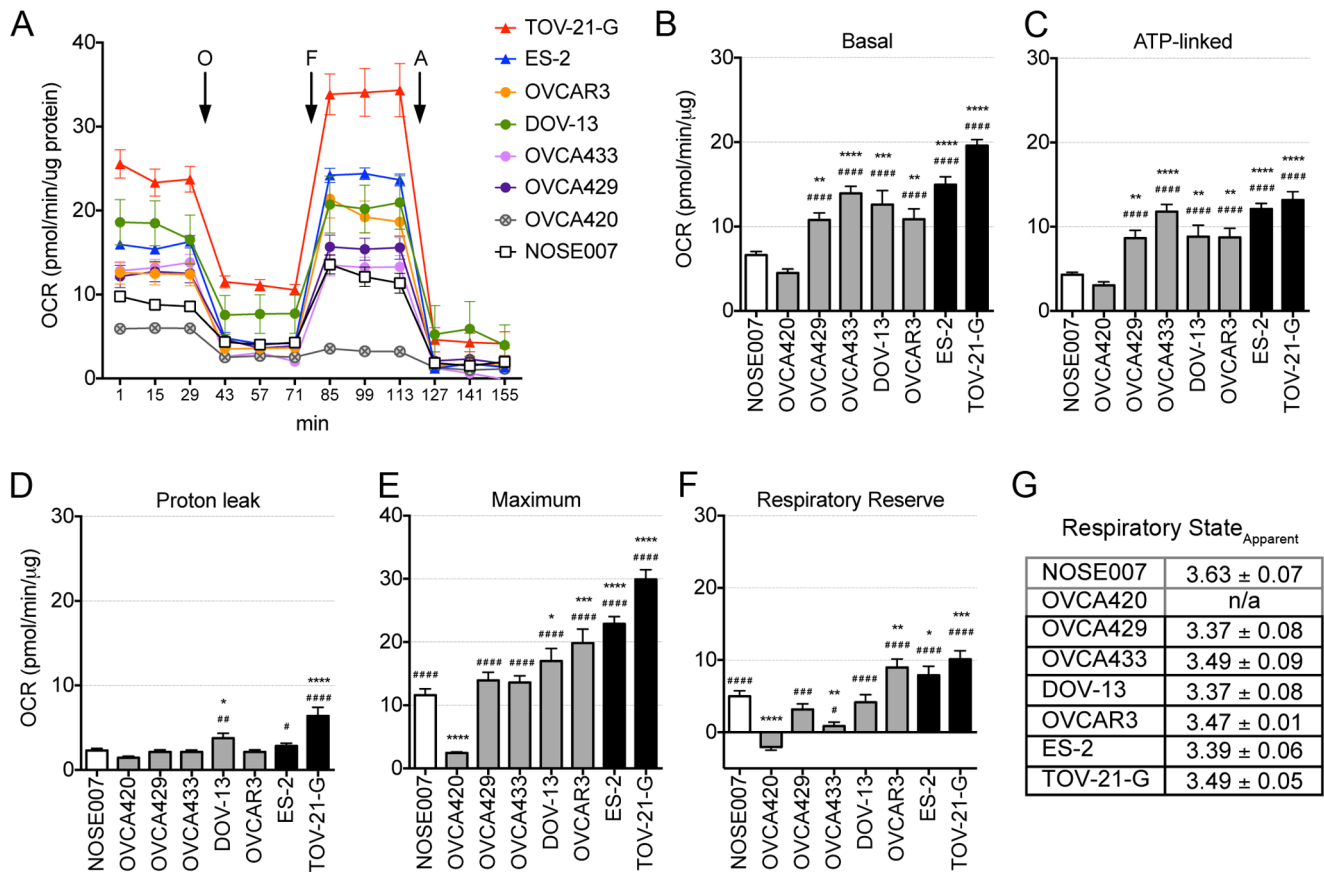 A
OCR (pmol/min/ug protein)
40
30
20
10
0
O
F
A
1 15 29 43 57 71 85 99 113 127 141 155
min
TOV-21-G
ES-2
OVCAR3
DOV-13
OVCA433
OVCA429
OVCA420
NOSE007
B
Basal
OCR (pmol/min/µg)
30
20
10
0
** **** *** ** **** ****
#### #### #### #### #### ####
NOSE007 OVCA420 OVCA429 OVCA433 DOV-13 OVCAR3 ES-2 TOV-21-G
C
ATP-linked
30
20
10
0
** **** ** ** **** ****
#### #### #### #### #### ####
NOSE007 OVCA420 OVCA429 OVCA433 DOV-13 OVCAR3 ES-2 TOV-21-G
D
Proton leak
OCR (pmol/min/µg)
30
20
10
0
* ****
## # ####
NOSE007 OVCA420 OVCA429 OVCA433 DOV-13 OVCAR3 ES-2 TOV-21-G
E
Maximum
40
30
20
10
0
**** * *** **** ****
#### #### #### #### #### #### ####
NOSE007 OVCA420 OVCA429 OVCA433 DOV-13 OVCAR3 ES-2 TOV-21-G
F
Respiratory Reserve
30
20
10
0
**** ** ** * ***
#### ### # #### #### #### ####
NOSE007 OVCA420 OVCA429 OVCA433 DOV-13 OVCAR3 ES-2 TOV-21-G
G
Respiratory State Apparent
NOSE007 3.63 ± 0.07
OVCA420 n/a
OVCA429 3.37 ± 0.08
OVCA433 3.49 ± 0.09
DOV-13 3.37 ± 0.08
OVCAR3 3.47 ± 0.01
ES-2 3.39 ± 0.06
TOV-21-G 3.49 ± 0.05